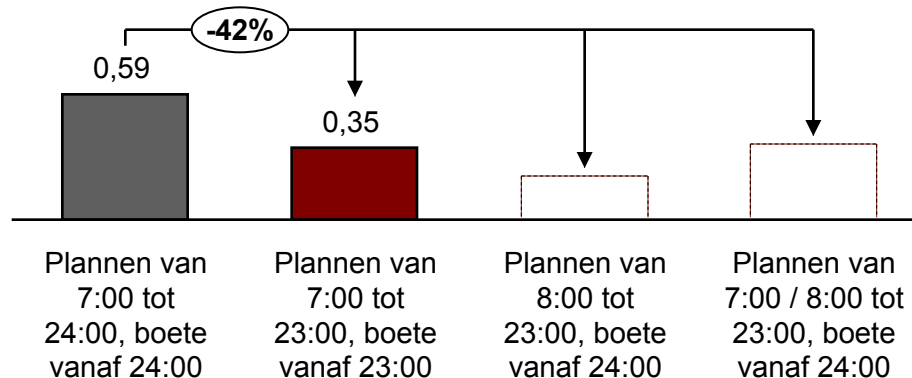 -42%
0,59
0,35
Plannen van
7:00 tot
24:00, boete
vanaf 24:00
Plannen van
7:00 tot
23:00, boete
vanaf 23:00
Plannen van
8:00 tot
23:00, boete
vanaf 24:00
Plannen van
7:00 / 8:00 tot
23:00, boete
vanaf 24:00